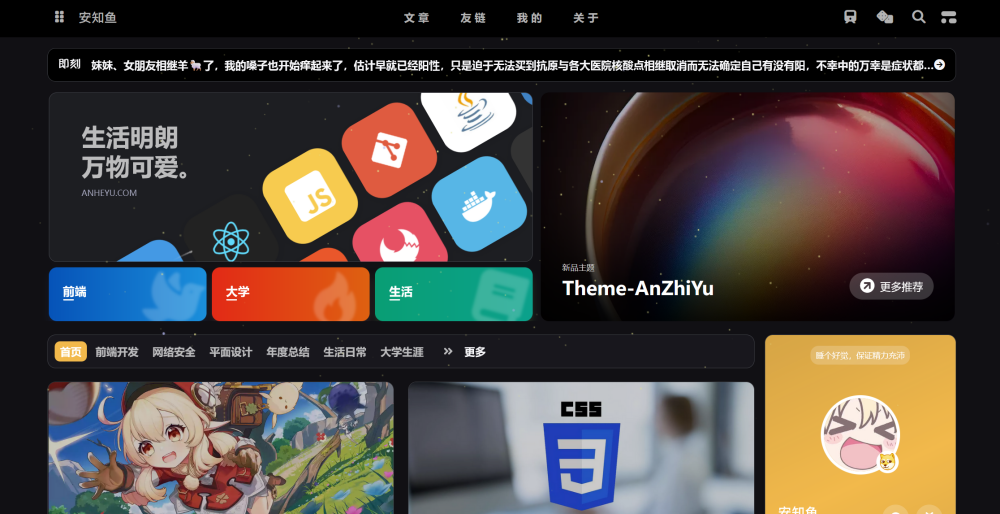 安知鱼
文章 友链 我的 关于
即刻 妹妹、女朋友相继羊🐏了，我的嗓子也开始痒起来了，估计早就已经阳性，只是迫于无法买到抗原与各大医院核酸点相继取消而无法确定自己有没有阳，不幸中的万幸是症状都...
生活明朗
万物可爱。
ANHEYU.COM
JS
新品主题
Theme-AnZhiYu
更多推荐
前端
大学
生活
首页 前端开发 网络安全 平面设计 年度总结 生活日常 大学生涯 更多
睡个好觉，保证精力充沛
CSS
3
安知鱼